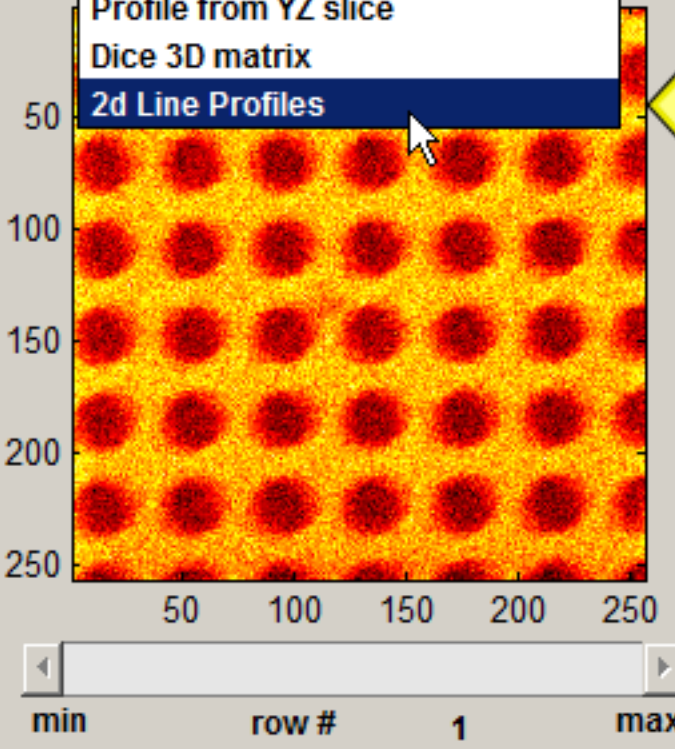 Profile from YZ slice
Dice 3D matrix
2d Line Profiles
50
100
150
200
250
50 100 150 200 250
min row # 1 max